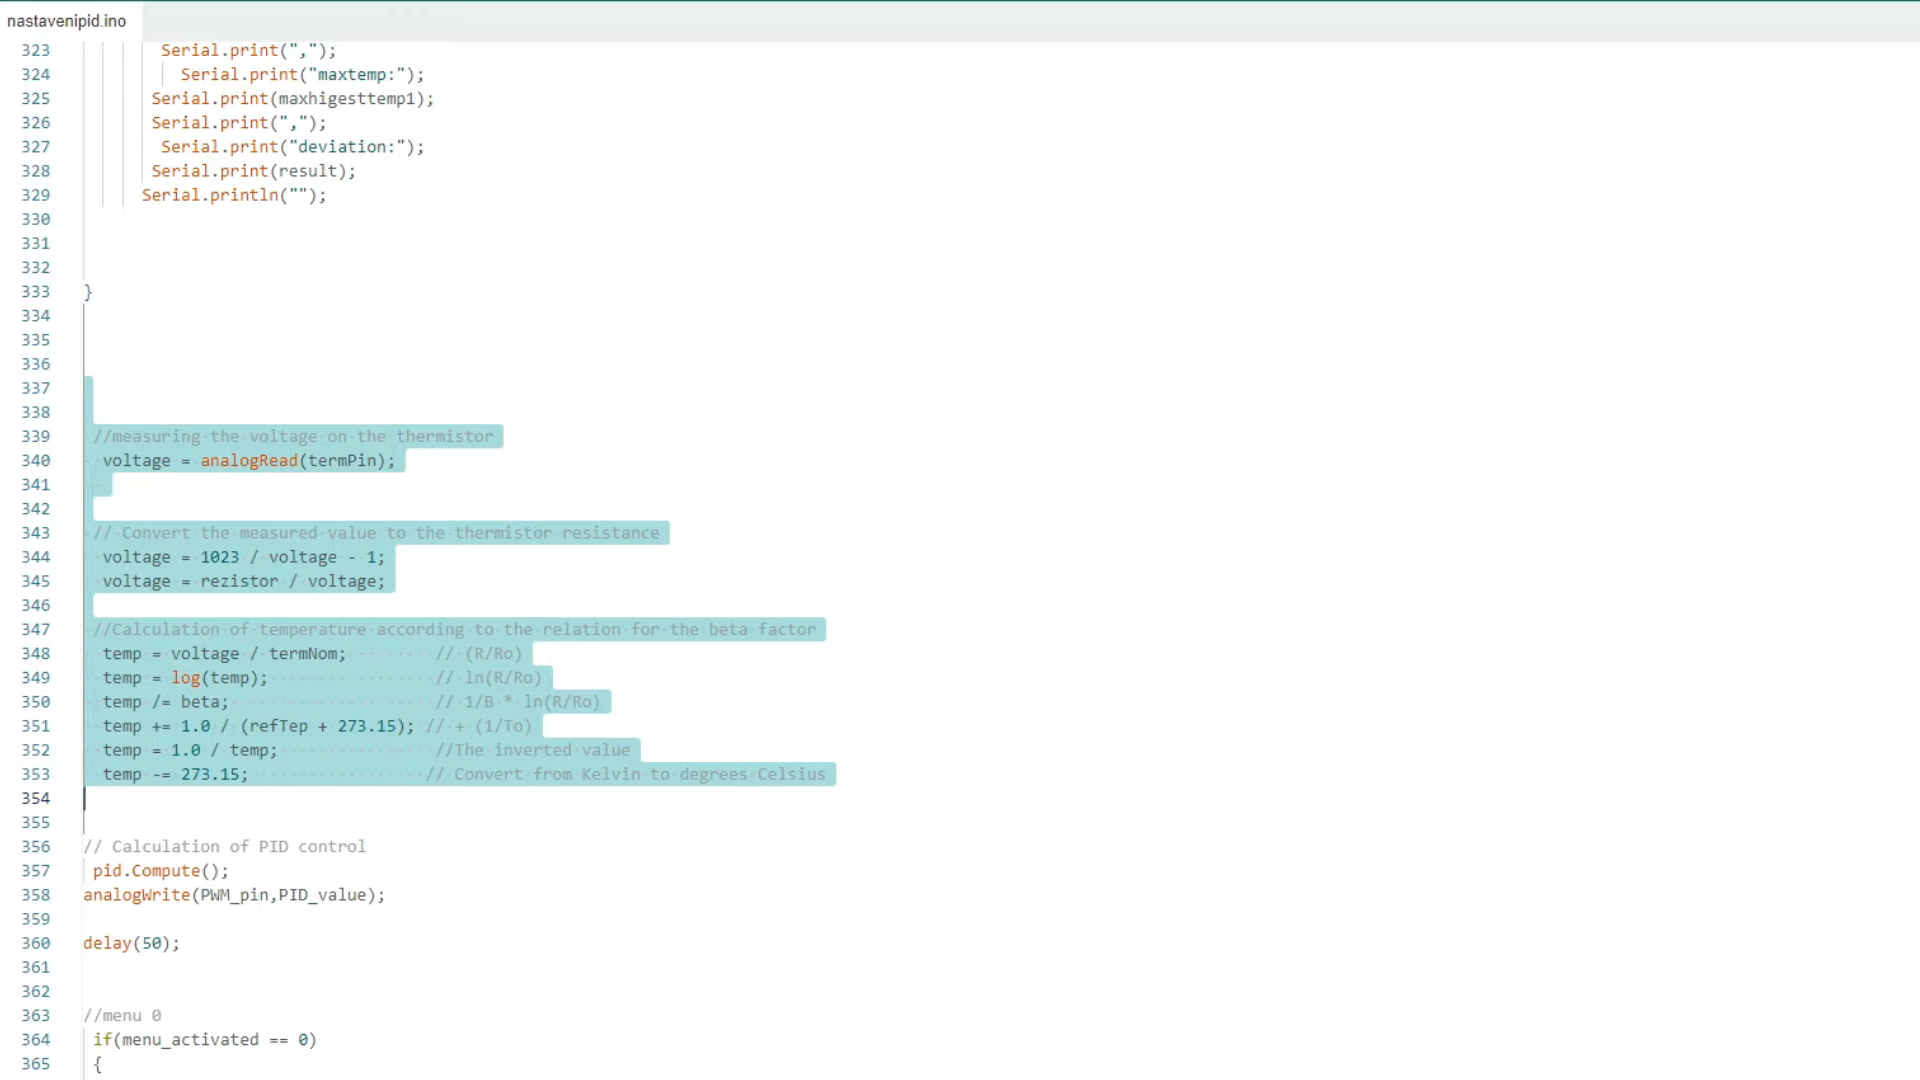 nastavenipid.ino
323 Serial.print(",");
324 Serial.print("maxtemp:");
325 Serial.print(maxhigesttemp1);
326 Serial.print(",");
327 Serial.print("deviation:");
328 Serial.print(result);
329 Serial.println("");
330
331
332
333 }
334
335
336
337
338
339 //measuring the voltage on the thermistor
340 voltage = analogRead(termPin);
341
342
343 // Convert the measured value to the thermistor resistance
344 voltage = 1023 / voltage - 1;
345 voltage = rezistor / voltage;
346
347 //Calculation of temperature according to the relation for the beta factor
348 temp = voltage / termNom; // (R/Ro)
349 temp = log(temp); // ln(R/Ro)
350 temp /= beta; // 1/B * ln(R/Ro)
351 temp += 1.0 / (refTep + 273.15); // + (1/To)
352 temp = 1.0 / temp; //The inverted value
353 temp -= 273.15; // Convert from Kelvin to degrees Celsius
354
355
356 // Calculation of PID control
357 pid.Compute();
358 analogWrite(PWM_pin,PID_value);
359
360 delay(50);
361
362
363 //menu 0
364 if(menu_activated == 0)
365 {